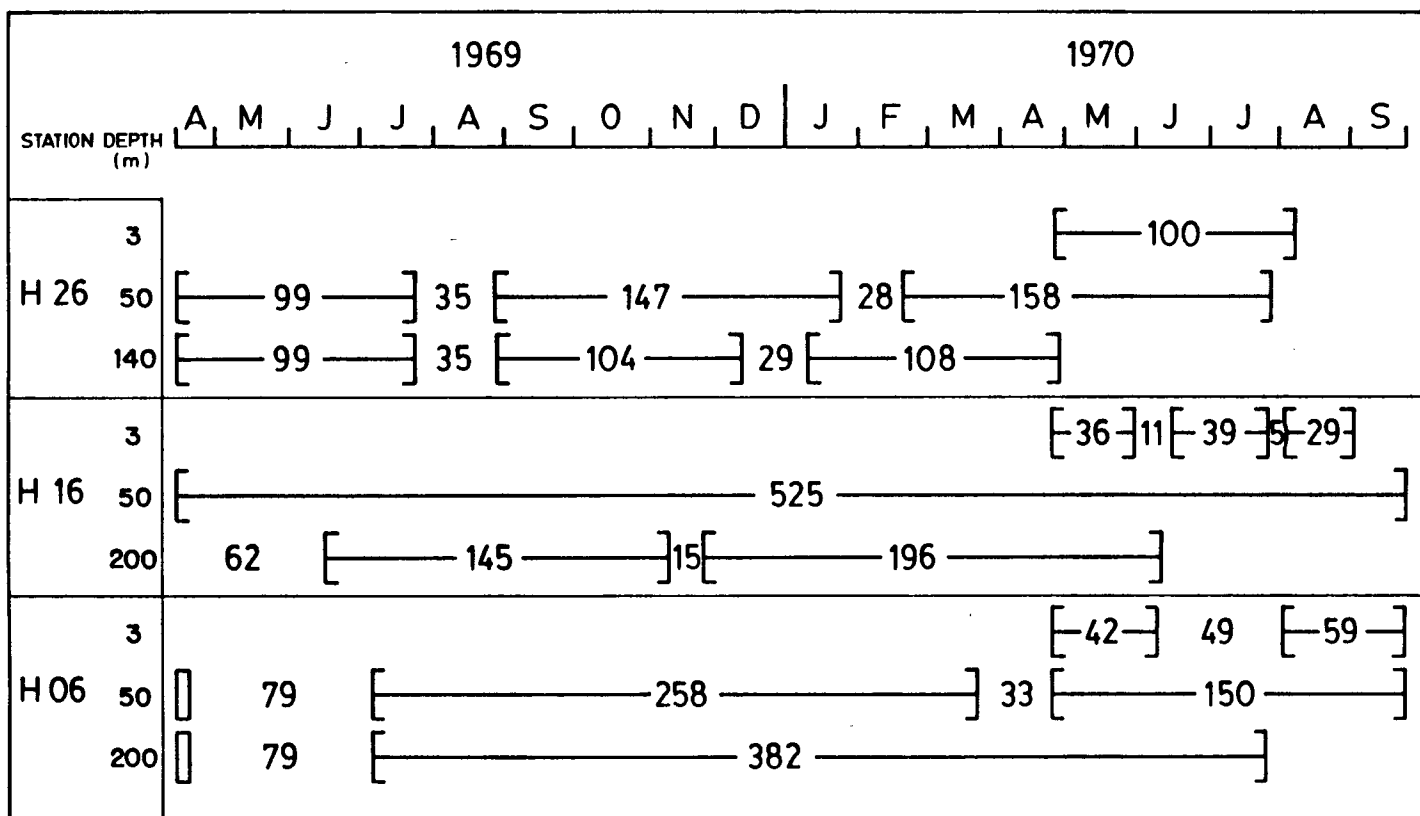 1969 1970
A M J J A S O N D J F M A M J J A S
STATION DEPTH
(m)
3 100
H 26 50 99 35 147 28 158
140 99 35 104 29 108
3 36 11 39 5 29
H 16 50 525
200 62 145 15 196
3 42 49 59
H 06 50 79 258 33 150
200 79 382